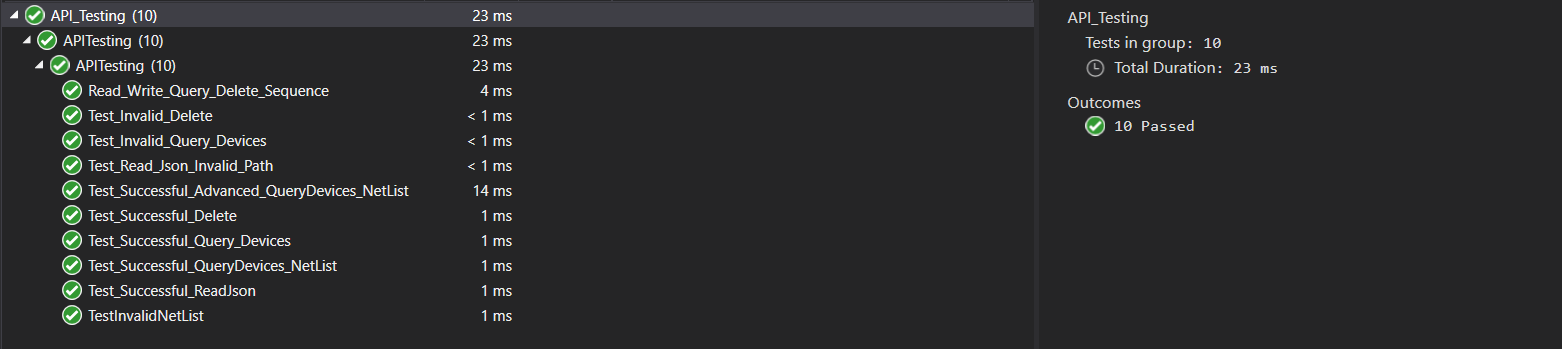 API_Testing (10) 23 ms
APITesting (10) 23 ms
APITesting (10) 23 ms
Read_Write_Query_Delete_Sequence 4 ms
Test_Invalid_Delete < 1 ms
Test_Invalid_Query_Devices < 1 ms
Test_Read_Json_Invalid_Path < 1 ms
Test_Successful_Advanced_QueryDevices_NetList 14 ms
Test_Successful_Delete 1 ms
Test_Successful_Query_Devices 1 ms
Test_Successful_QueryDevices_NetList 1 ms
Test_Successful_ReadJson 1 ms
TestInvalidNetList 1 ms
API_Testing
Tests in group: 10
Total Duration: 23 ms
Outcomes
10 Passed